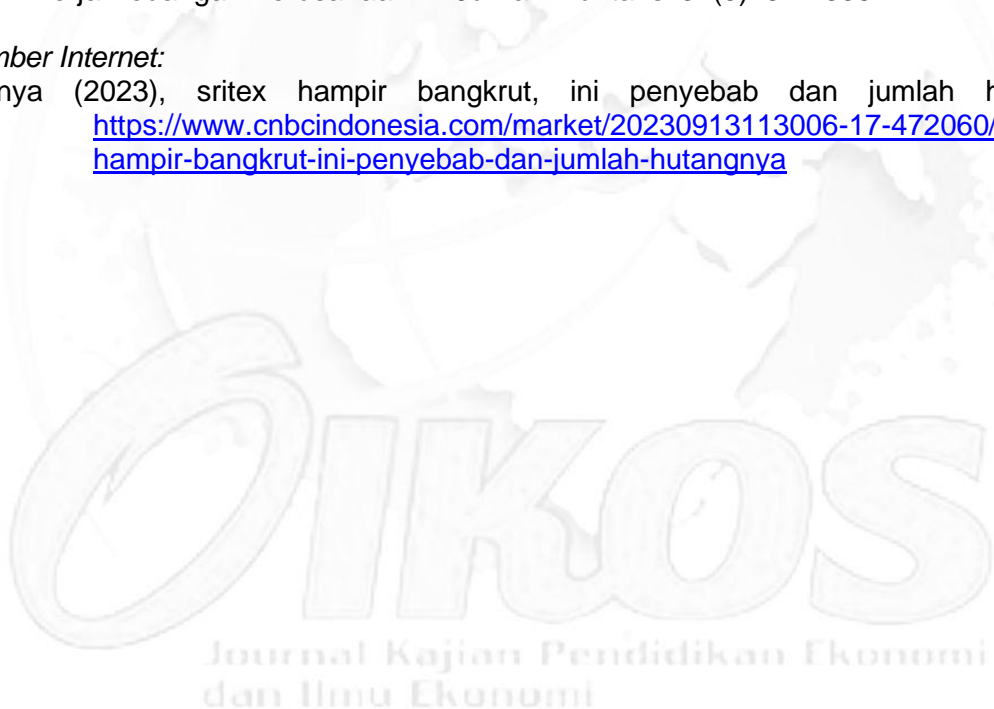 mber Internet:
nya (2023), sritex hampir bangkrut, ini penyebab dan jumlah h
https://www.cnbcindonesia.com/market/20230913113006-17-472060/
hampir-bangkrut-ini-penyebab-dan-jumlah-hutangnya
OIKOS
Journal Kajian Pendidikan Ekonomi
dan Ilmu Ekonomi